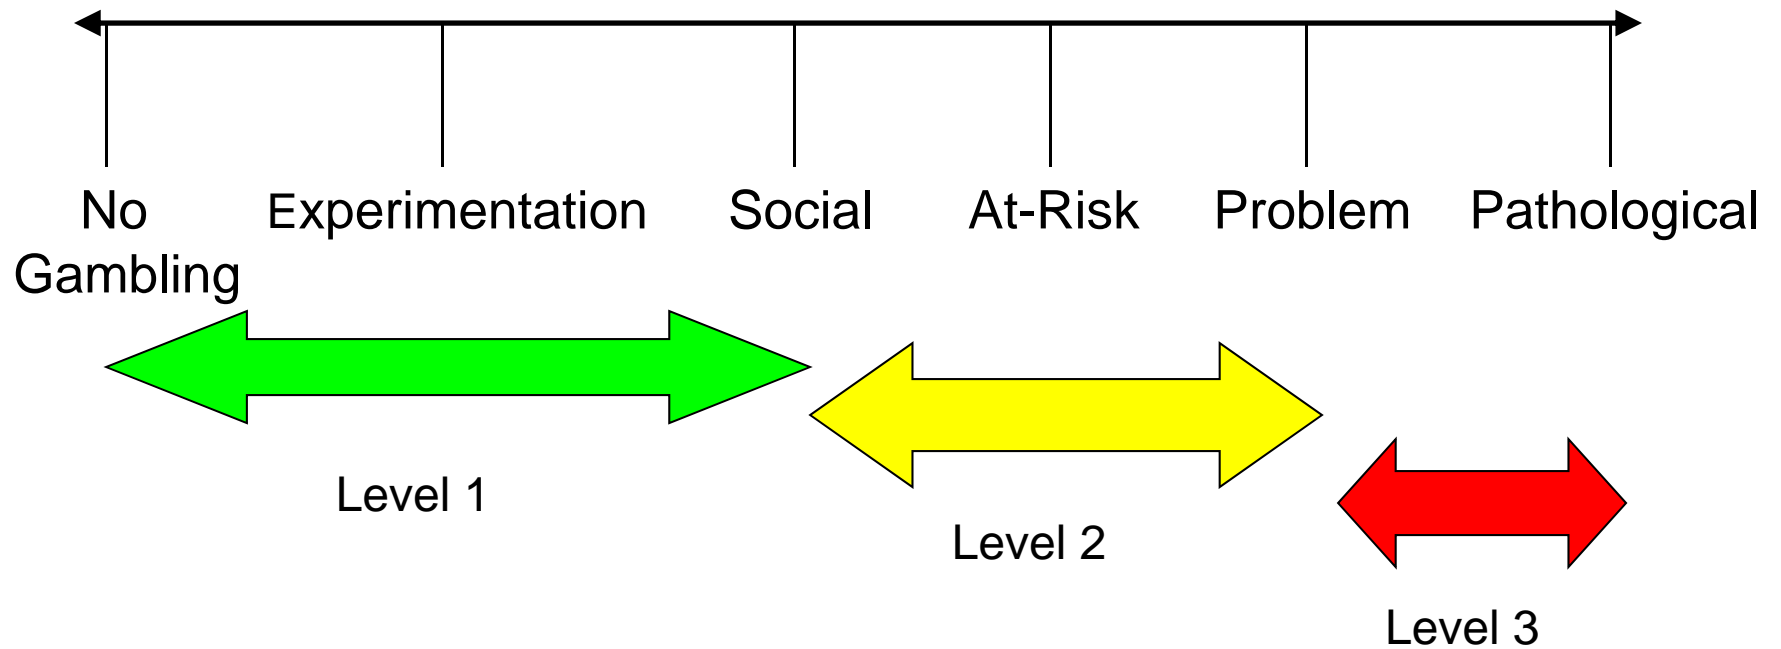 No Experimentation Social At-Risk Problem Pathological
Gambling
Level 1
Level 2
Level 3